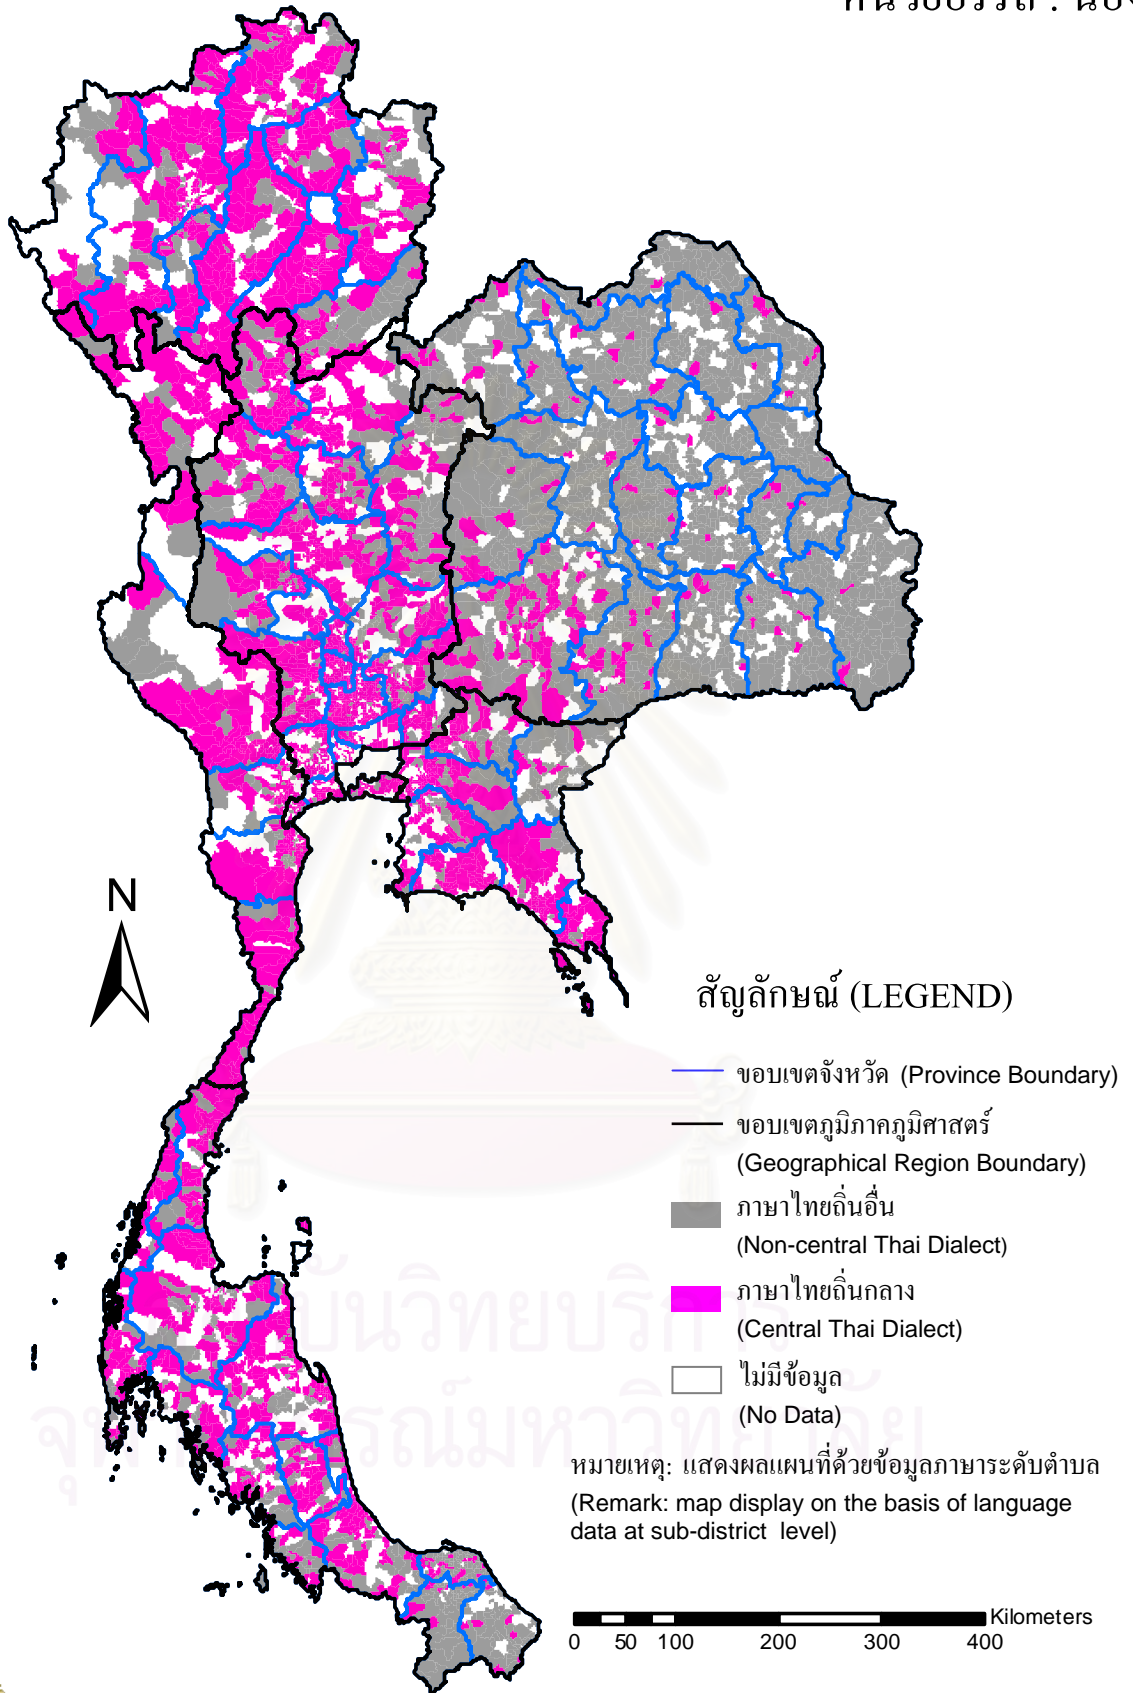 N
สัญลักษณ์ (LEGEND)
ขอบเขตจังหวัด (Province Boundary)
ขอบเขตภูมิภาคภูมิศาสตร์
(Geographical Region Boundary)
ภาษาไทยถิ่นอื่น
(Non-central Thai Dialect)
ภาษาไทยถิ่นกลาง
(Central Thai Dialect)
ไม่มีข้อมูล
(No Data)
หมายเหตุ: แสดงผลแผนที่ด้วยข้อมูลภาษาระดับตำบล
(Remark: map display on the basis of language
data at sub-district level)
Kilometers
0 50 100 200 300 400